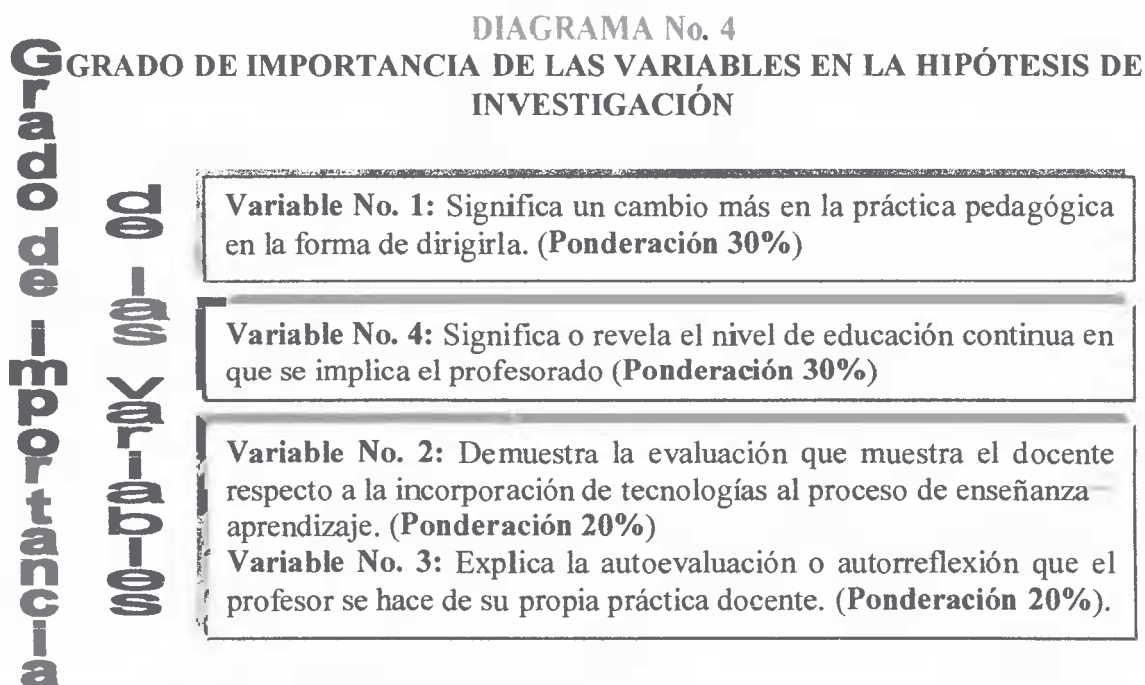 DIAGRAMA No. 4
GRADO DE IMPORTANCIA DE LAS VARIABLES EN LA HIPÓTESIS DE
INVESTIGACIÓN
Grado de importancia
de las variables
Variable No. 1: Significa un cambio más en la práctica pedagógica
en la forma de dirigirla. (Ponderación 30%)
Variable No. 4: Significa o revela el nivel de educación continua en
que se implica el profesorado (Ponderación 30%)
Variable No. 2: Demuestra la evaluación que muestra el docente
respecto a la incorporación de tecnologías al proceso de enseñanza
aprendizaje. (Ponderación 20%)
Variable No. 3: Explica la autoevaluación o autorreflexión que el
profesor se hace de su propia práctica docente. (Ponderación 20%).